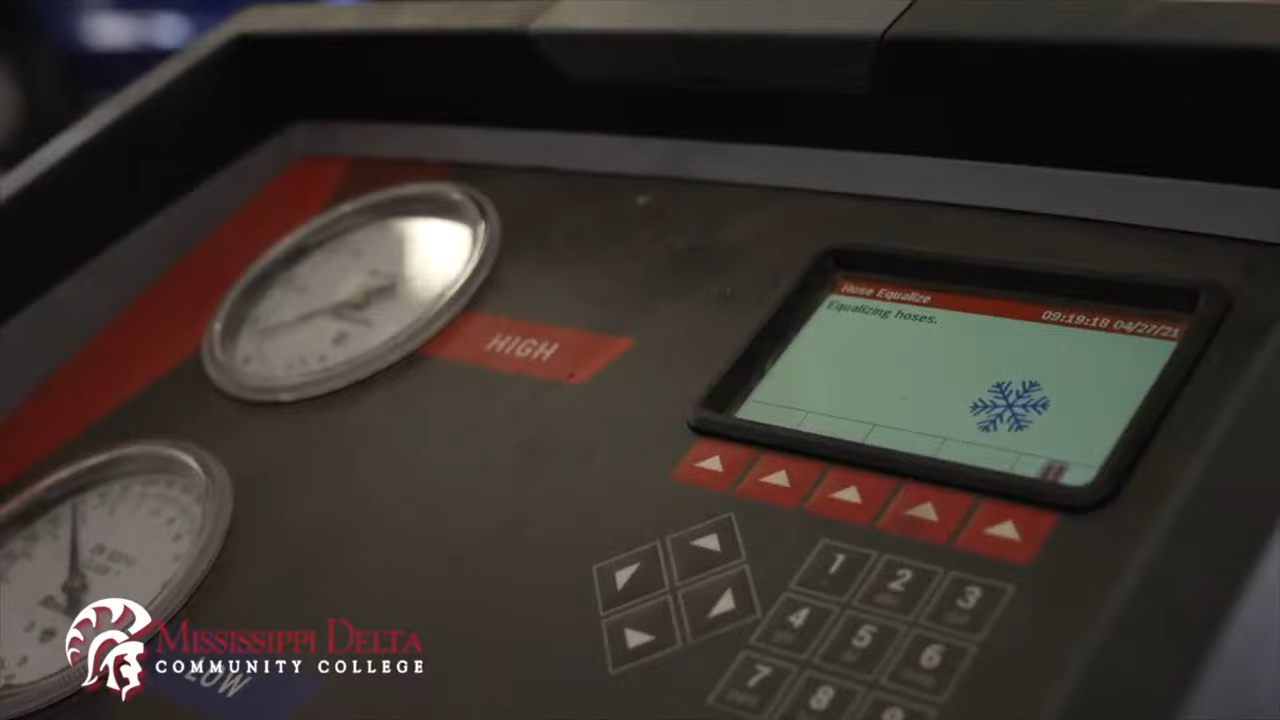 Hose Equalize
09:19:18 04/27/21
Equalizing hoses.
HIGH
1
2
3
4
5
6
7
8
LOW
MISSISSIPPI DELTA
COMMUNITY COLLEGE